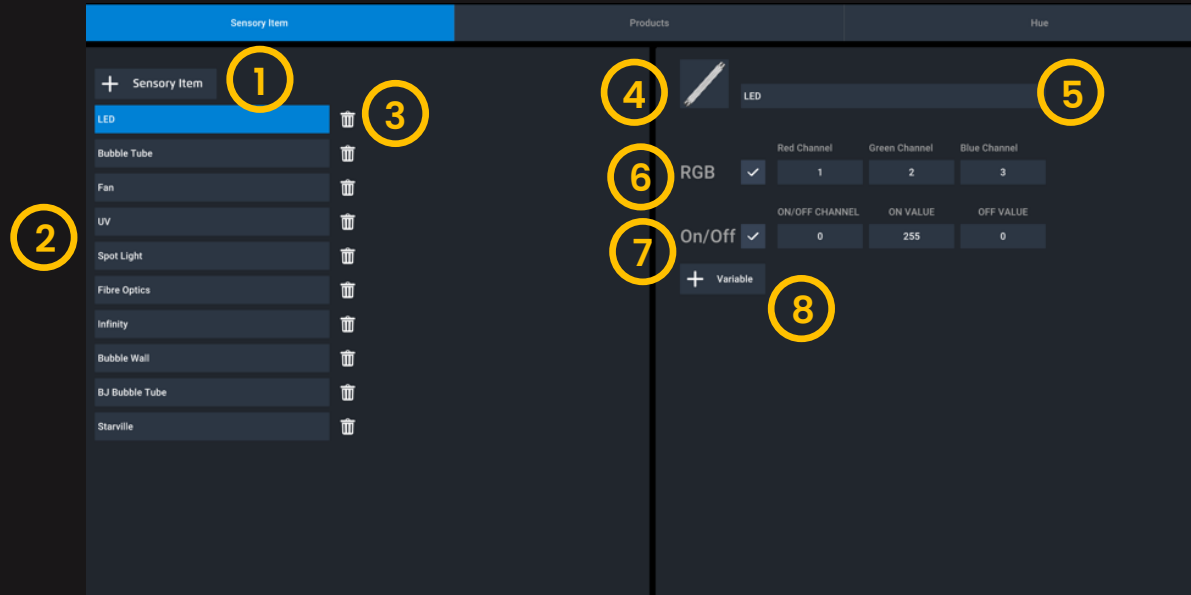 Sensory Item Products Hue
1
+ Sensory Item
LED
3
Bubble Tube
Fan
UV
2
Spot Light
Fibre Optics
Infinity
Bubble Wall
BJ Bubble Tube
Starville
4
LED
5
Red Channel Green Channel Blue Channel
6
RGB 1 2 3
ON/OFF CHANNEL ON VALUE OFF VALUE
7
On/Off 0 255 0
+ Variable
8